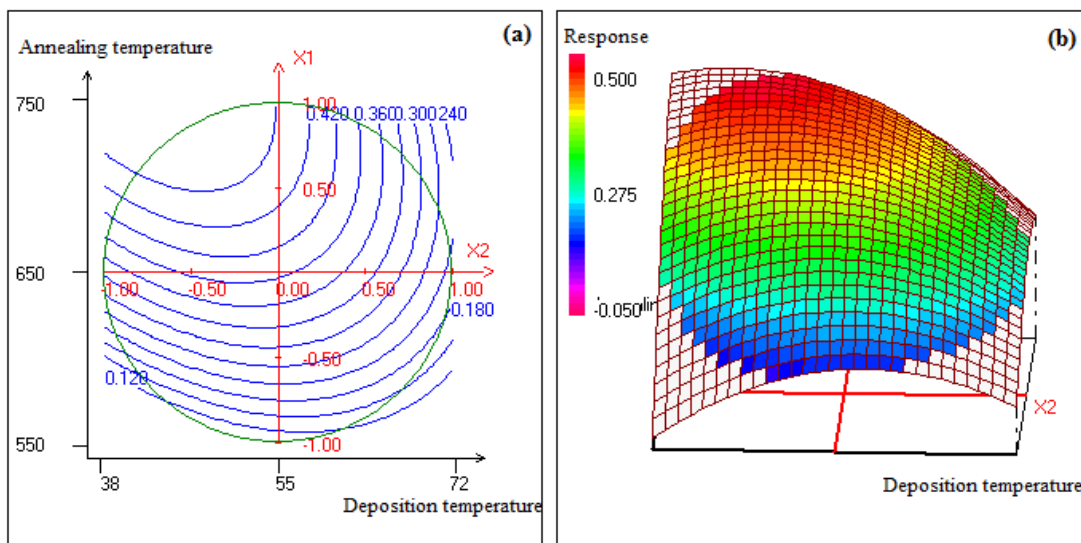 (a)
Annealing temperature
X1
750
1.00
0.420 0.360 0.300 240
0.50
X2
650
-1.00 -0.50 0.00 0.50 1.00
0.180
-0.50
0.120
550
-1.00
38 55 72
Deposition temperature
Response
(b)
0.500
0.275
-0.050
X2
Deposition temperature